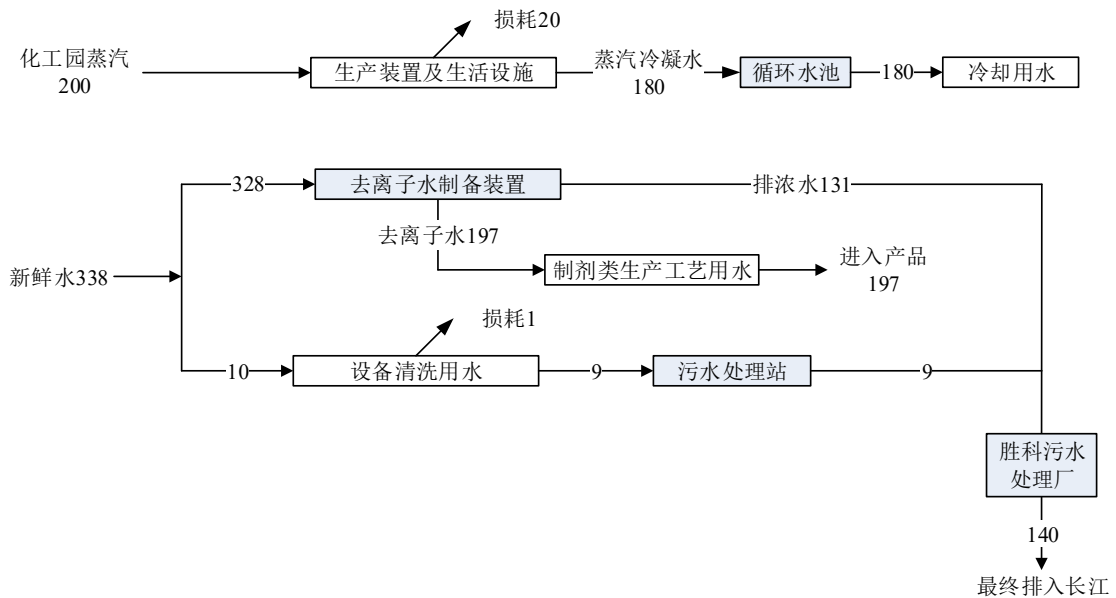 损耗20
化工园蒸汽
200
生产装置及生活设施
蒸汽冷凝水
180
循环水池
180
冷却用水
328
去离子水制备装置
排浓水131
去离子水197
新鲜水338
制剂类生产工艺用水
进入产品
197
损耗1
10
设备清洗用水
9
污水处理站
9
胜科污水
处理厂
140
最终排入长江